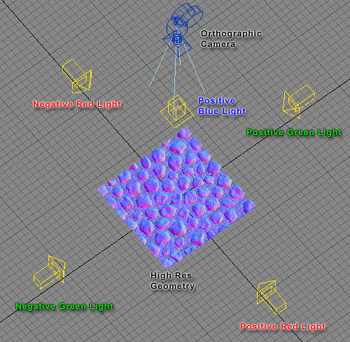 Orthographic
Camera
Negative Red Light
Positive
Blue Light
Positive Green Light
High Res
Geometry
Negative Green Light
Positive Red Light